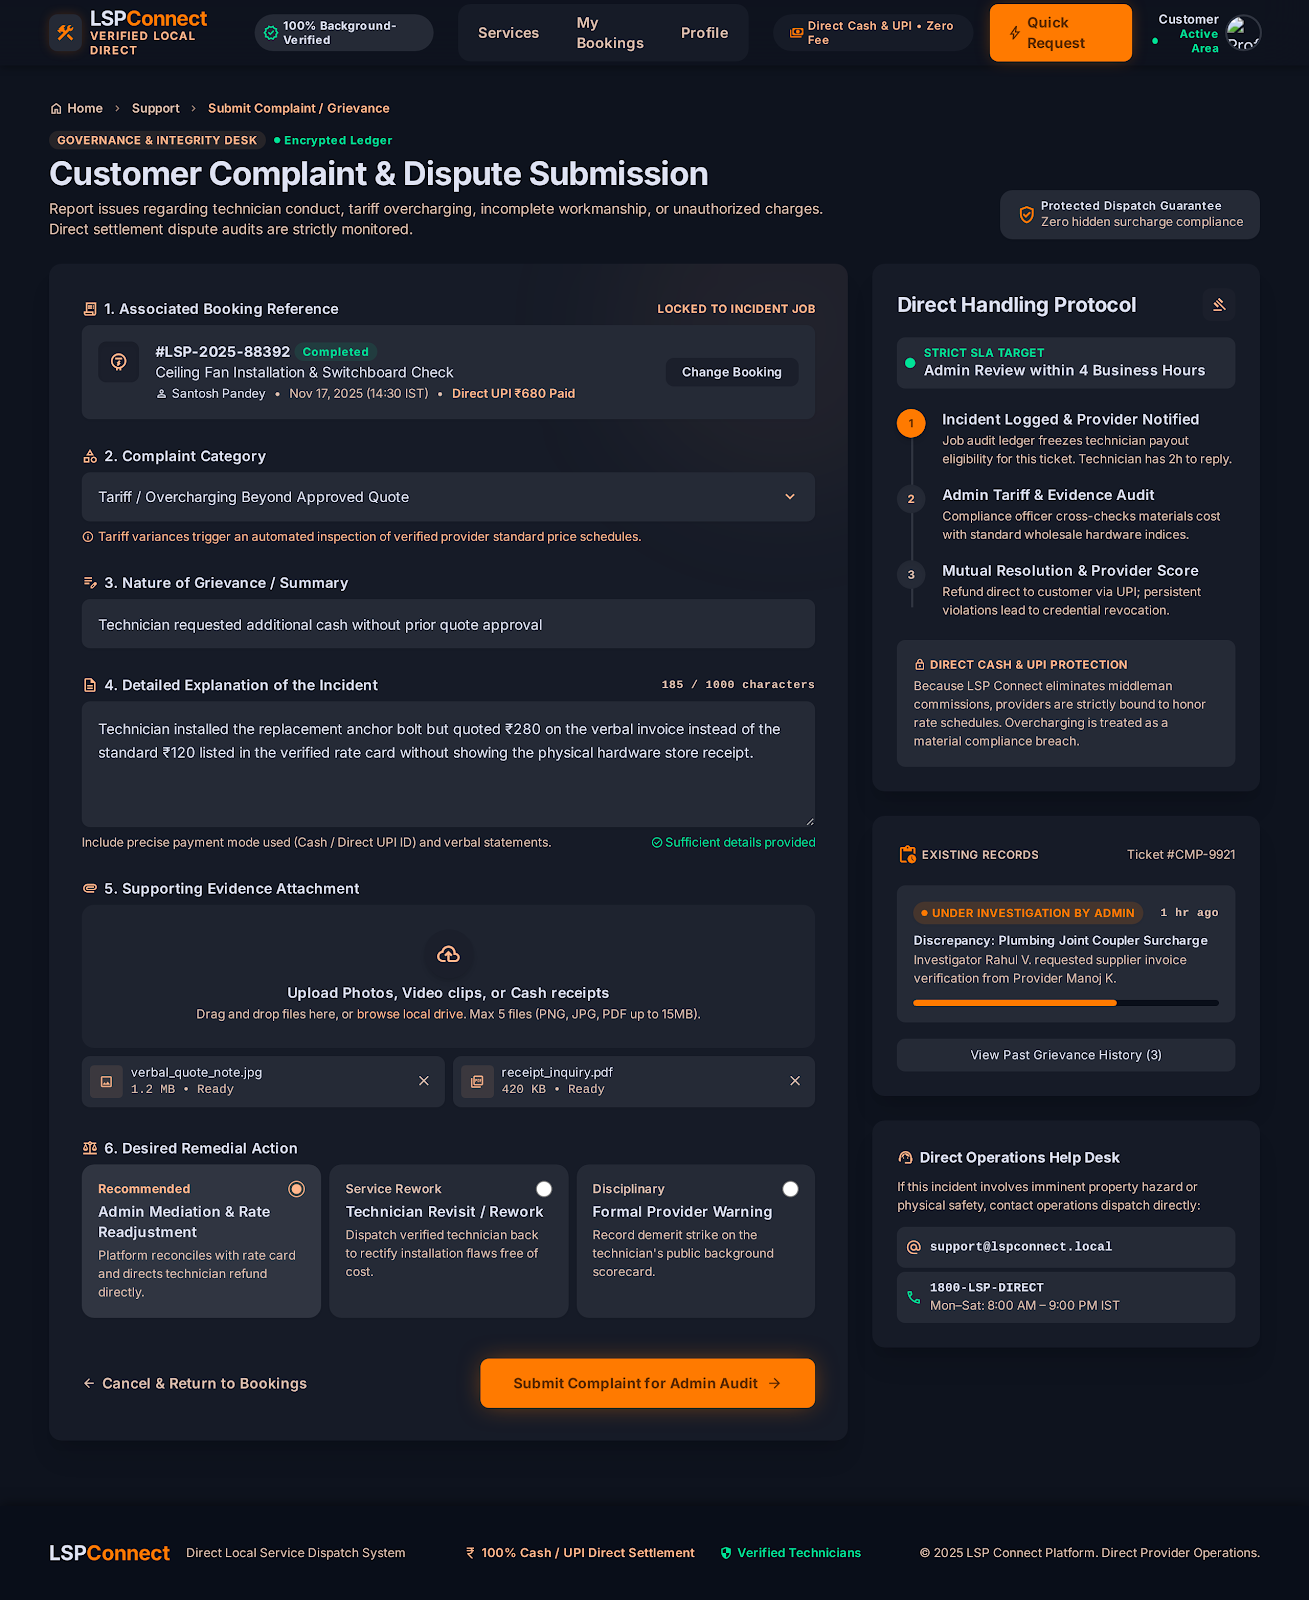 LSPConnect
VERIFIED LOCAL
DIRECT
100% Background-
Verified
Services
My
Bookings
Profile
Direct Cash & UPI • Zero
Fee
Quick
Request
Customer
Active
Area
Home
Support
Submit Complaint / Grievance
GOVERNANCE & INTEGRITY DESK
Encrypted Ledger
Customer Complaint & Dispute Submission
Report issues regarding technician conduct, tariff overcharging, incomplete workmanship, or unauthorized charges.
Direct settlement dispute audits are strictly monitored.
Protected Dispatch Guarantee
Zero hidden surcharge compliance
1. Associated Booking Reference
LOCKED TO INCIDENT JOB
#LSP-2025-88392 Completed
Ceiling Fan Installation & Switchboard Check
Santosh Pandey • Nov 17, 2025 (14:30 IST) • Direct UPI ₹680 Paid
Change Booking
2. Complaint Category
Tariff / Overcharging Beyond Approved Quote
Tariff variances trigger an automated inspection of verified provider standard price schedules.
3. Nature of Grievance / Summary
Technician requested additional cash without prior quote approval
4. Detailed Explanation of the Incident
185 / 1000 characters
Technician installed the replacement anchor bolt but quoted ₹280 on the verbal invoice instead of the
standard ₹120 listed in the verified rate card without showing the physical hardware store receipt.
Include precise payment mode used (Cash / Direct UPI ID) and verbal statements.
Sufficient details provided
5. Supporting Evidence Attachment
Upload Photos, Video clips, or Cash receipts
Drag and drop files here, or browse local drive. Max 5 files (PNG, JPG, PDF up to 15MB).
verbal_quote_note.jpg
1.2 MB • Ready
receipt_inquiry.pdf
420 KB • Ready
6. Desired Remedial Action
Recommended
Admin Mediation & Rate
Readjustment
Platform reconciles with rate card
and directs technician refund
directly.
Service Rework
Technician Revisit / Rework
Dispatch verified technician back
to rectify installation flaws free of
cost.
Disciplinary
Formal Provider Warning
Record demerit strike on the
technician's public background
scorecard.
Cancel & Return to Bookings
Submit Complaint for Admin Audit
Direct Handling Protocol
STRICT SLA TARGET
Admin Review within 4 Business Hours
1
Incident Logged & Provider Notified
Job audit ledger freezes technician payout
eligibility for this ticket. Technician has 2h to reply.
2
Admin Tariff & Evidence Audit
Compliance officer cross-checks materials cost
with standard wholesale hardware indices.
3
Mutual Resolution & Provider Score
Refund direct to customer via UPI; persistent
violations lead to credential revocation.
DIRECT CASH & UPI PROTECTION
Because LSP Connect eliminates middleman
commissions, providers are strictly bound to honor
rate schedules. Overcharging is treated as a
material compliance breach.
EXISTING RECORDS
Ticket #CMP-9921
UNDER INVESTIGATION BY ADMIN
1 hr ago
Discrepancy: Plumbing Joint Coupler Surcharge
Investigator Rahul V. requested supplier invoice
verification from Provider Manoj K.
View Past Grievance History (3)
Direct Operations Help Desk
If this incident involves imminent property hazard or
physical safety, contact operations dispatch directly:
support@lspconnect.local
1800-LSP-DIRECT
Mon–Sat: 8:00 AM – 9:00 PM IST
LSPConnect
Direct Local Service Dispatch System
₹ 100% Cash / UPI Direct Settlement
Verified Technicians
© 2025 LSP Connect Platform. Direct Provider Operations.